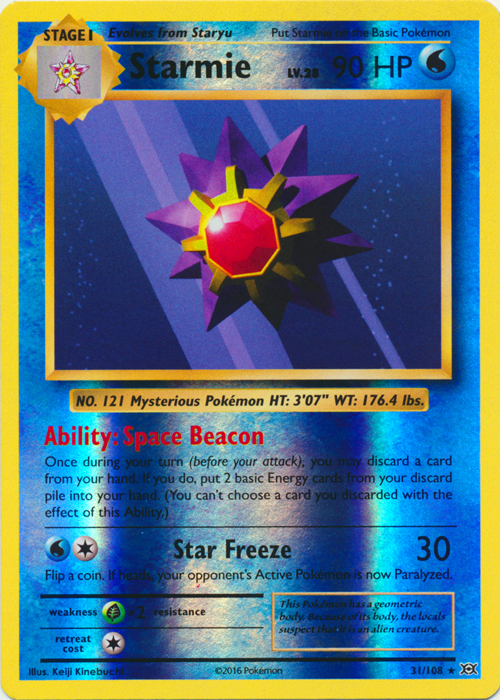 STAGE 1 Evolves from Staryu Put Starmie on the Basic Pokémon
Starmie LV.28 90 HP
NO. 121 Mysterious Pokémon HT: 3'07" WT: 176.4 lbs.
Ability: Space Beacon
Once during your turn (before your attack), you may discard a card
from your hand. If you do, put 2 basic Energy cards from your discard
pile into your hand. (You can't choose a card you discarded with the
effect of this Ability.)
Star Freeze 30
Flip a coin. If heads, your opponent's Active Pokémon is now Paralyzed.
weakness ×2 resistance
retreat
cost
This Pokémon has a geometric
body. Because of its body, the locals
suspect that it is an alien creature.
Illus. Keiji Kinebuchi ©2016 Pokémon 31/108